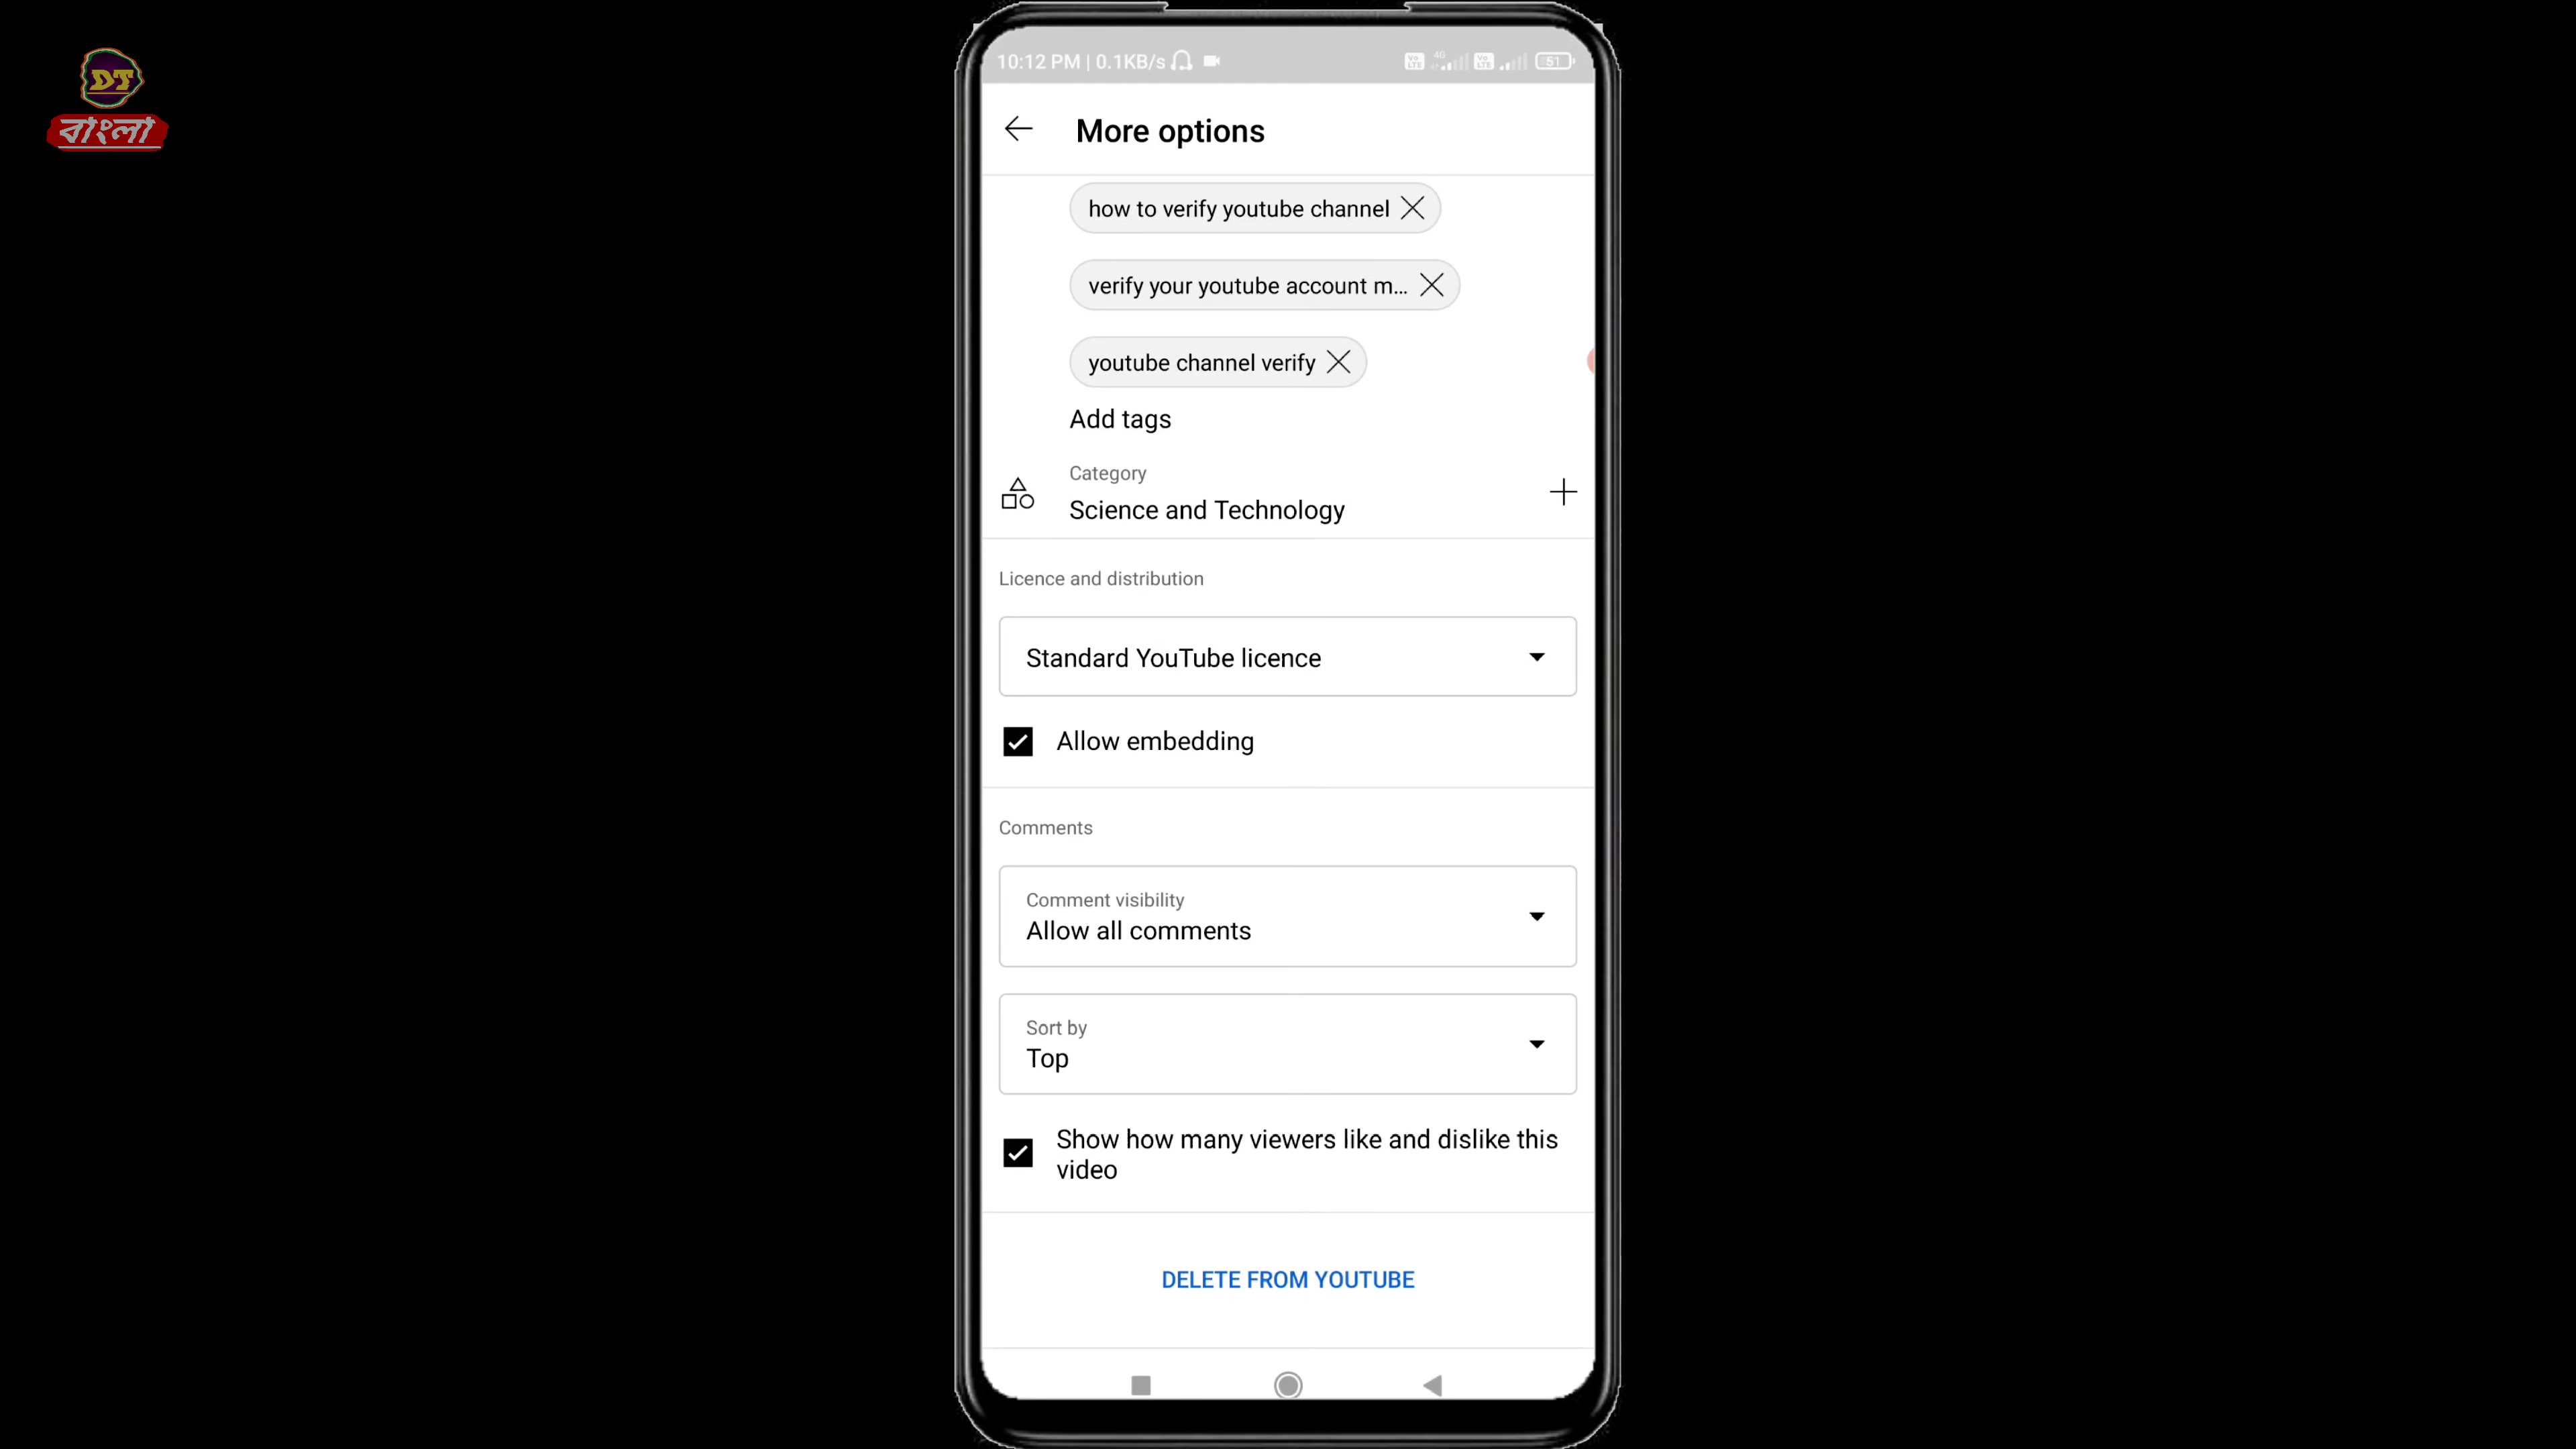 DT
বাংলা
10:12 PM | 0.1KB/s
4G
51
More options
how to verify youtube channel
verify your youtube account m...
youtube channel verify
Add tags
Category
Science and Technology
Licence and distribution
Standard YouTube licence
Allow embedding
Comments
Comment visibility
Allow all comments
Sort by
Top
Show how many viewers like and dislike this
video
DELETE FROM YOUTUBE